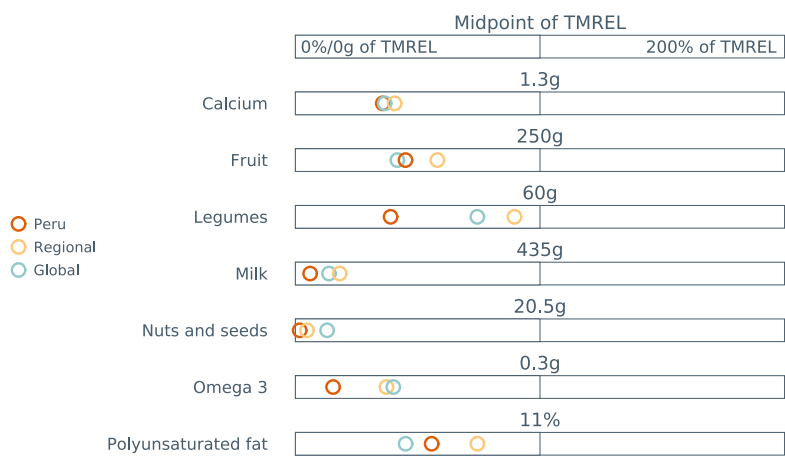 Midpoint of TMREL
0%/0g of TMREL
200% of TMREL
1.3g
Calcium
250g
Fruit
60g
Legumes
Peru
Regional
Global
435g
Milk
20.5g
Nuts and seeds
0.3g
Omega 3
11%
Polyunsaturated fat